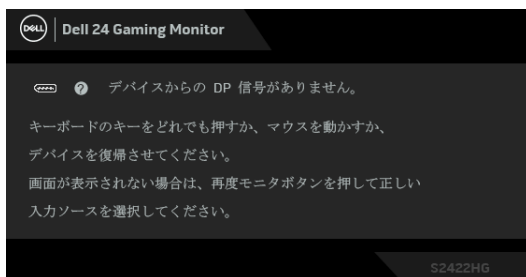 DELL Dell 24 Gaming Monitor
? デバイスからの DP 信号がありません。
キーボードのキーをどれでも押すか、マウスを動かすか、
デバイスを復帰させてください。
画面が表示されない場合は、再度モニタボタンを押して正しい
入力ソースを選択してください。
S2422HG